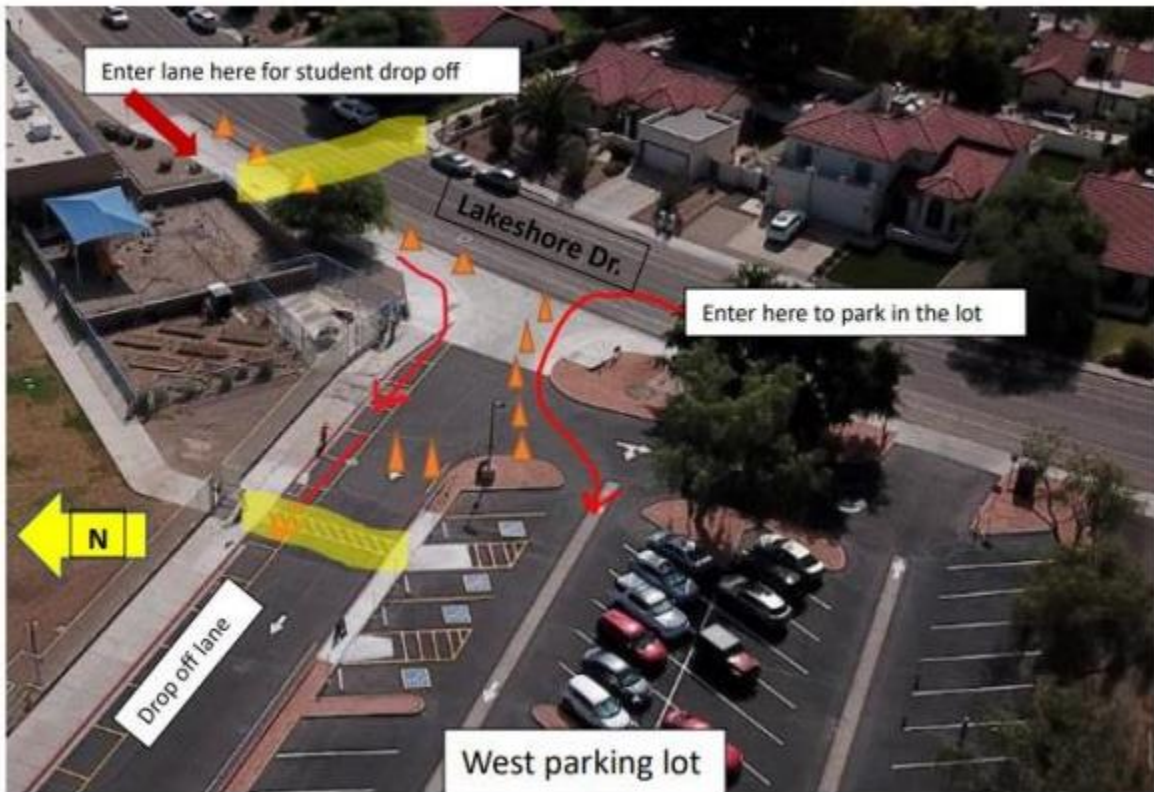 Enter lane here for student drop off
Lakeshore Dr.
Enter here to park in the lot
N
Drop off lane
West parking lot